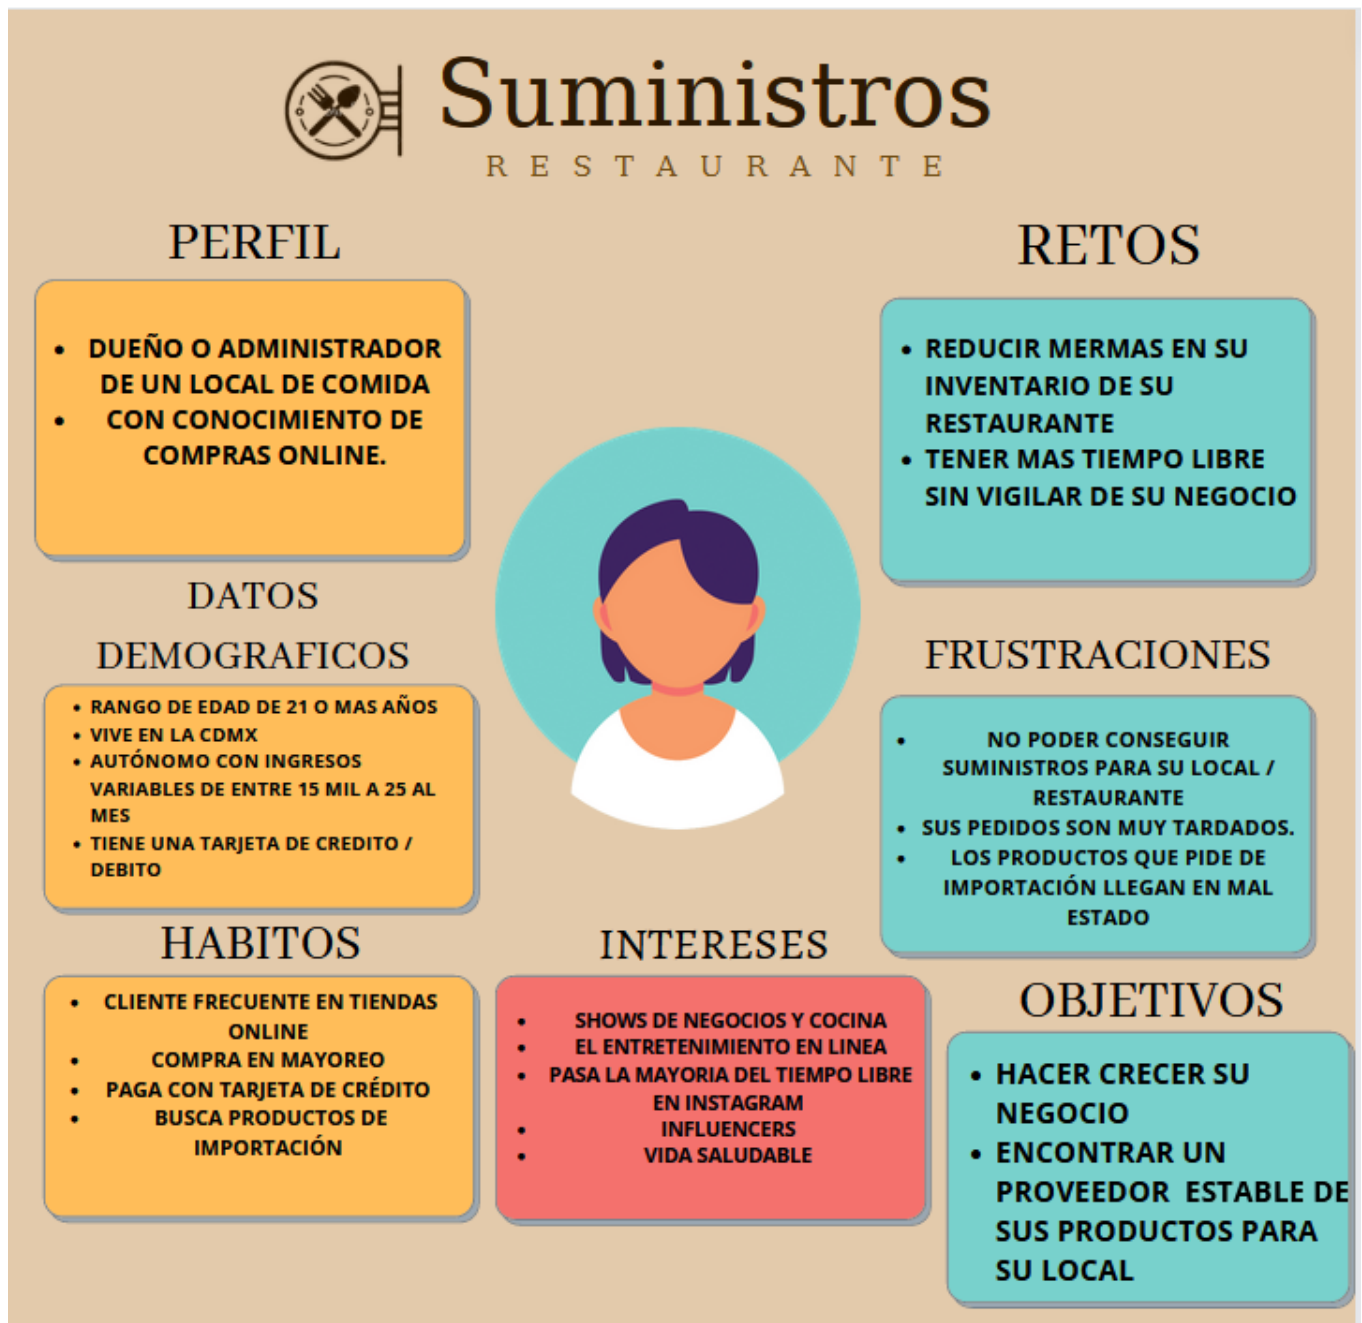 Suministros
RESTAURANTE
PERFIL
• DUEÑO O ADMINISTRADOR
DE UN LOCAL DE COMIDA
• CON CONOCIMIENTO DE
COMPRAS ONLINE.
DATOS
DEMOGRAFICOS
• RANGO DE EDAD DE 21 O MAS AÑOS
• VIVE EN LA CDMX
• AUTÓNOMO CON INGRESOS
VARIABLES DE ENTRE 15 MIL A 25 AL
MES
• TIENE UNA TARJETA DE CREDITO /
DEBITO
HABITOS
• CLIENTE FRECUENTE EN TIENDAS
ONLINE
• COMPRA EN MAYOREO
• PAGA CON TARJETA DE CRÉDITO
• BUSCA PRODUCTOS DE
IMPORTACIÓN
INTERESES
• SHOWS DE NEGOCIOS Y COCINA
• EL ENTRETENIMIENTO EN LINEA
• PASA LA MAYORIA DEL TIEMPO LIBRE
EN INSTAGRAM
• INFLUENCERS
• VIDA SALUDABLE
RETOS
• REDUCIR MERMAS EN SU
INVENTARIO DE SU
RESTAURANTE
• TENER MAS TIEMPO LIBRE
SIN VIGILAR DE SU NEGOCIO
FRUSTRACIONES
• NO PODER CONSEGUIR
SUMINISTROS PARA SU LOCAL /
RESTAURANTE
• SUS PEDIDOS SON MUY TARDADOS.
• LOS PRODUCTOS QUE PIDE DE
IMPORTACIÓN LLEGAN EN MAL
ESTADO
OBJETIVOS
• HACER CRECER SU
NEGOCIO
• ENCONTRAR UN
PROVEEDOR ESTABLE DE
SUS PRODUCTOS PARA
SU LOCAL